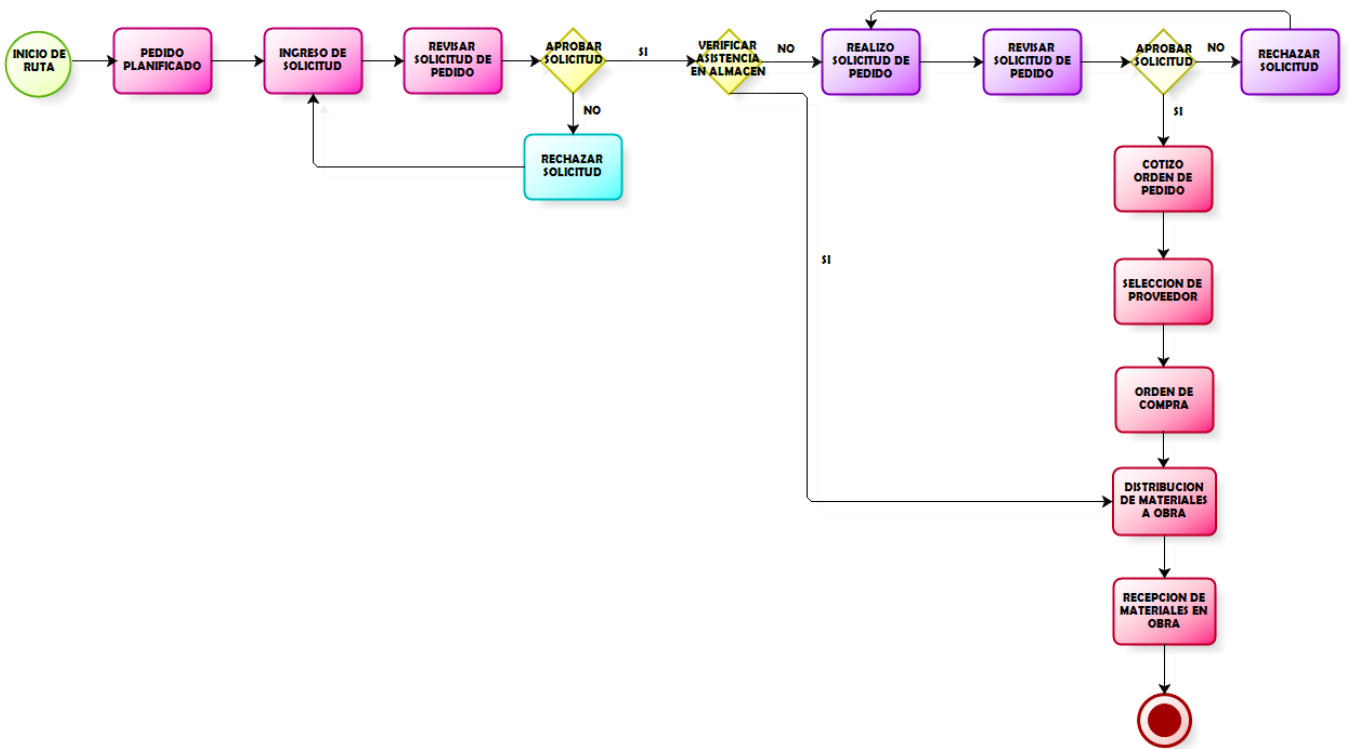 INICIO DE
RUTA
PEDIDO
PLANIFICADO
INGRESO DE
SOLICITUD
REVISAR
SOLICITUD DE
PEDIDO
APROBAR
SOLICITUD
SI
NO
RECHAZAR
SOLICITUD
VERIFICAR
ASISTENCIA
EN ALMACEN
NO
SI
REALIZO
SOLICITUD DE
PEDIDO
REVISAR
SOLICITUD DE
PEDIDO
APROBAR
SOLICITUD
NO
RECHAZAR
SOLICITUD
SI
COTIZO
ORDEN DE
PEDIDO
SELECCION DE
PROVEEDOR
ORDEN DE
COMPRA
DISTRIBUCION
DE MATERIALES
A OBRA
RECEPCION DE
MATERIALES EN
OBRA